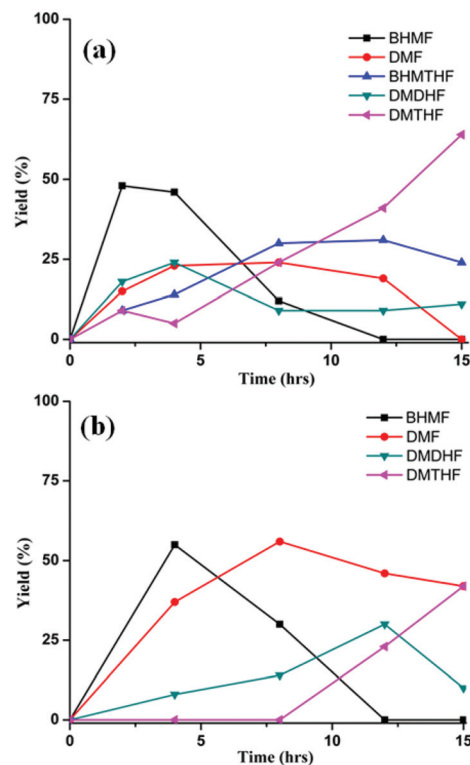 (a)
BHMF
DMF
BHMTHF
DMDHF
DMTHF
Yield (%)
100
75
50
25
0
0 5 10 15
Time (hrs)
(b)
BHMF
DMF
DMDHF
DMTHF
Yield (%)
100
75
50
25
0
0 5 10 15
Time (hrs)